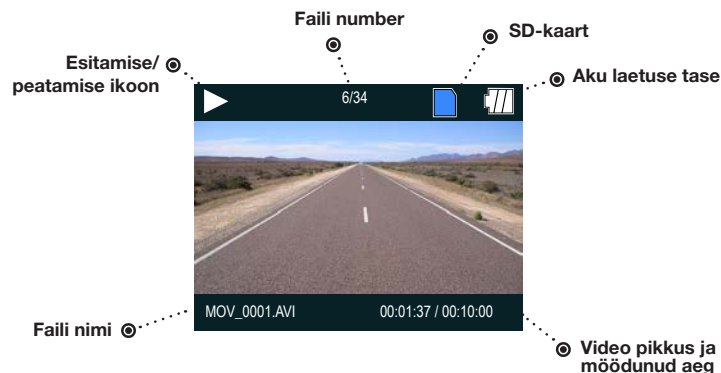 Faili number
SD-kaart
Esitamise/
peatamise ikoon
Aku laetuse tase
6/34
MOV_0001.AVI
00:01:37 / 00:10:00
Faili nimi
Video pikkus ja
möödunud aeg